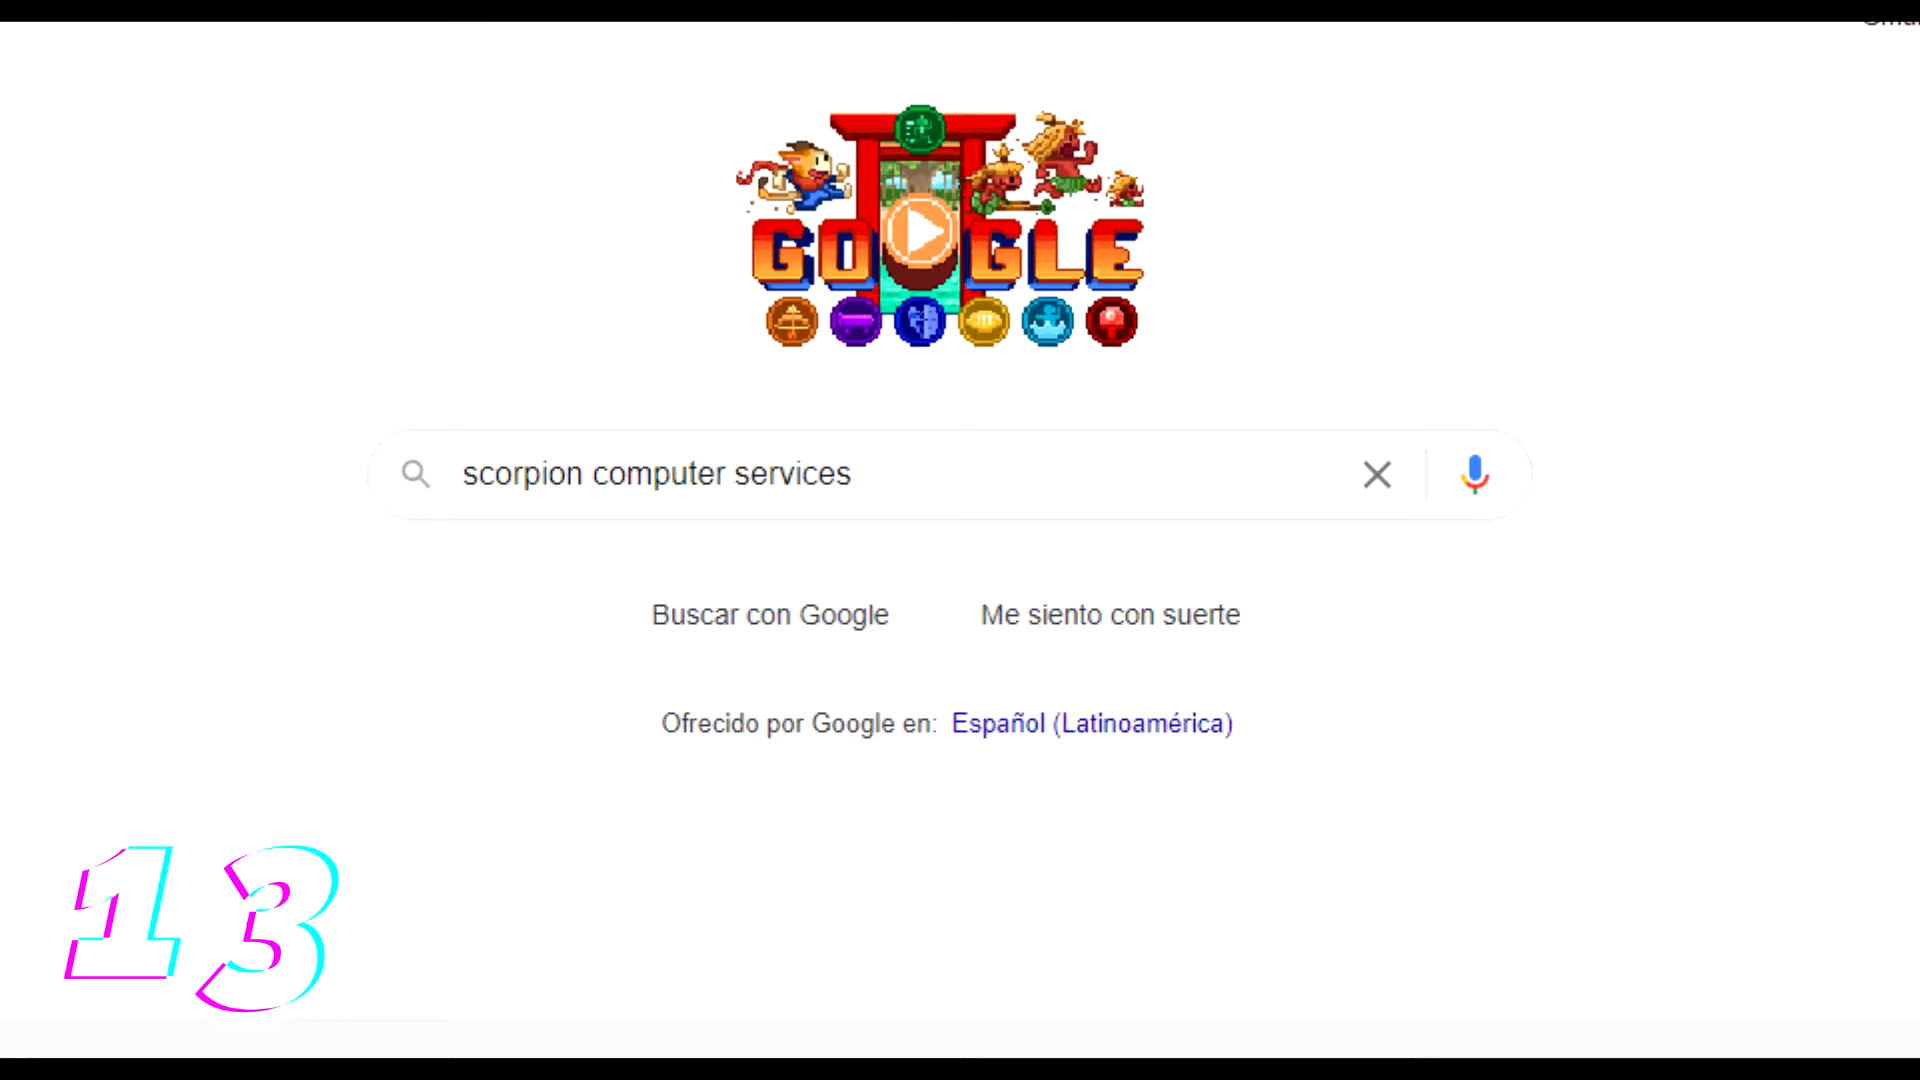 GOOGLE
scorpion computer services
Buscar con Google
Me siento con suerte
Ofrecido por Google en: Español (Latinoamérica)
13